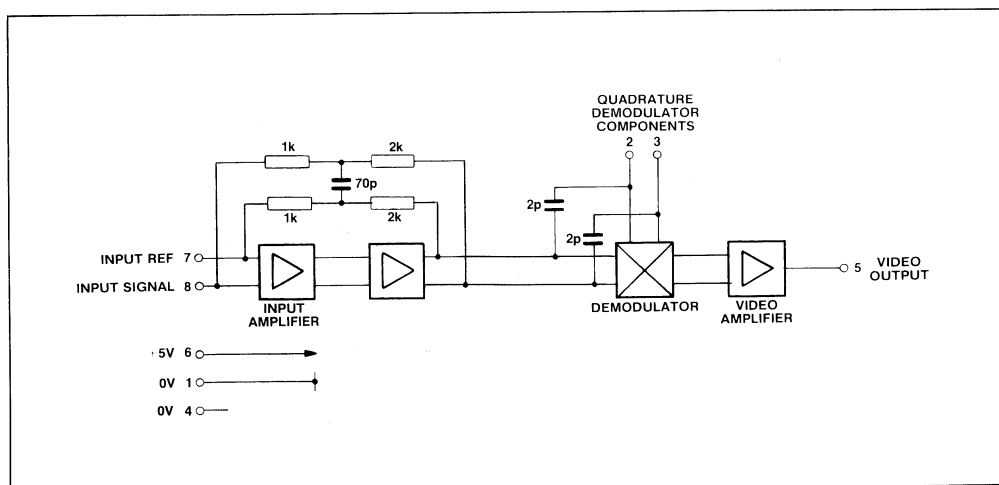 QUADRATURE
DEMODULATOR
COMPONENTS
2 3
1k 2k
70p
1k 2k
2p
2p
INPUT REF 7
INPUT SIGNAL 8
5 VIDEO
OUTPUT
INPUT
AMPLIFIER
DEMODULATOR
VIDEO
AMPLIFIER
5V 6
0V 1
0V 4